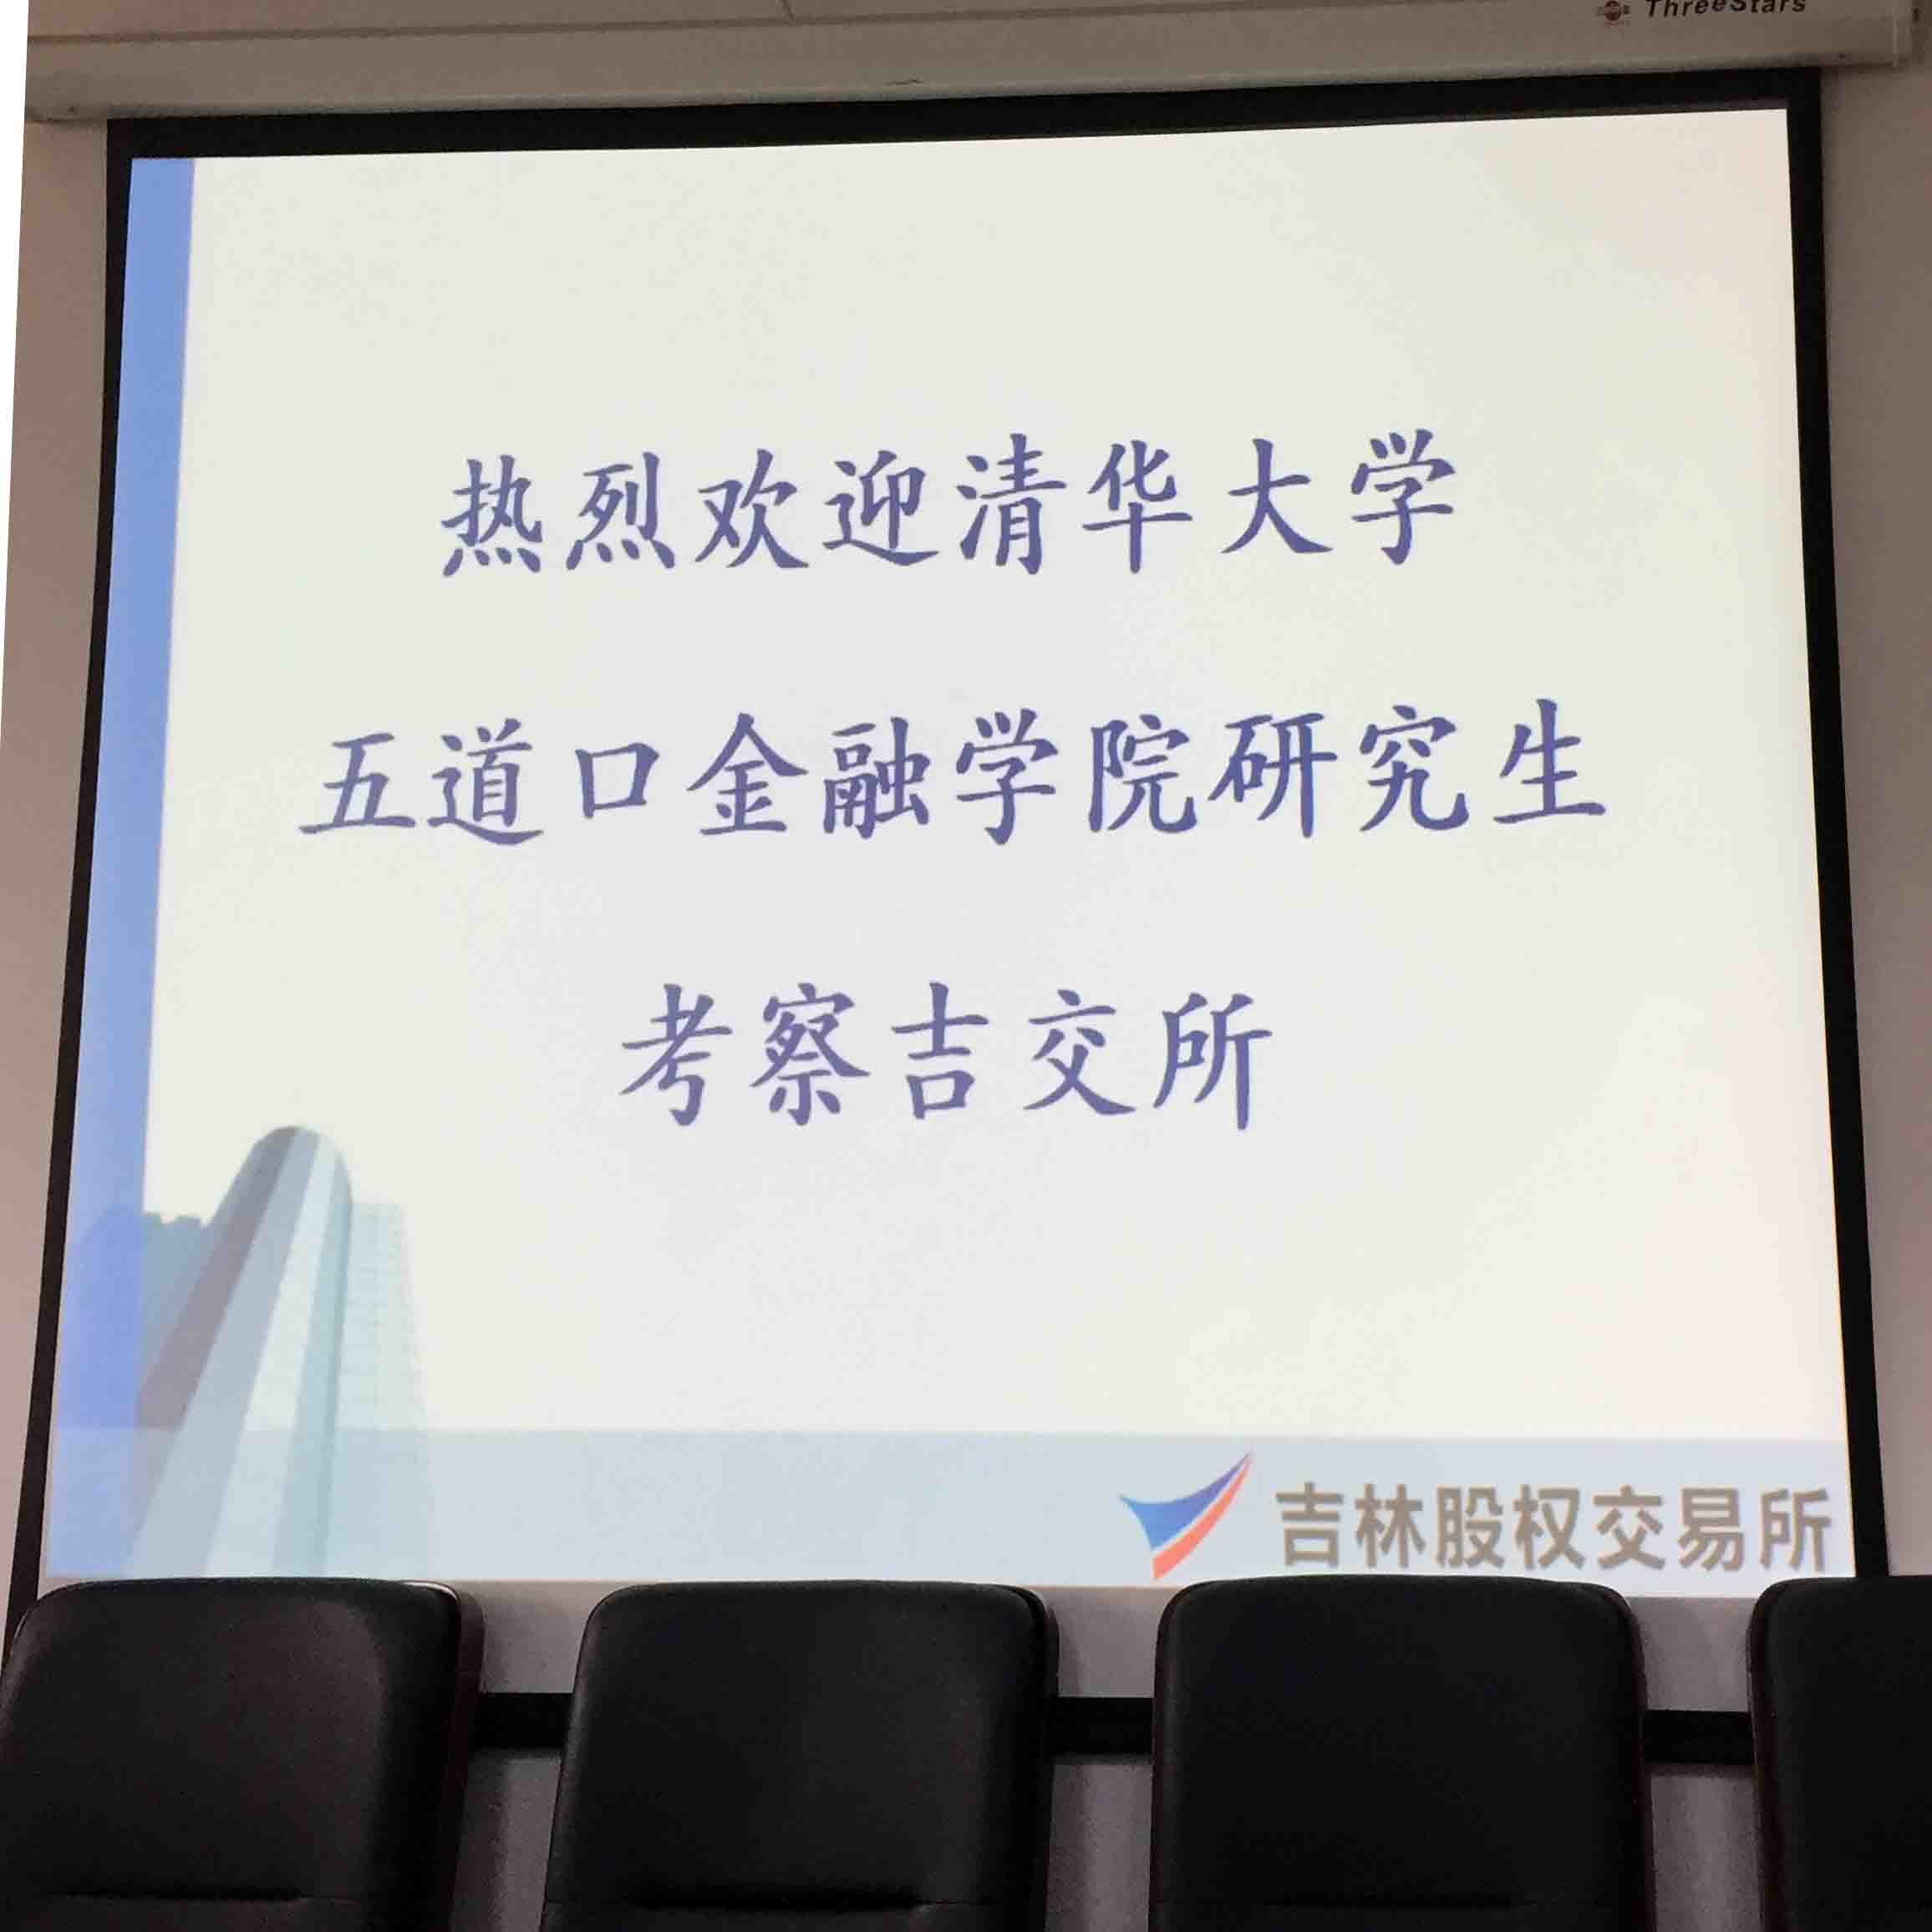 ThreeStars
热烈欢迎清华大学
五道口金融学院研究生
考察吉交所
吉林股权交易所